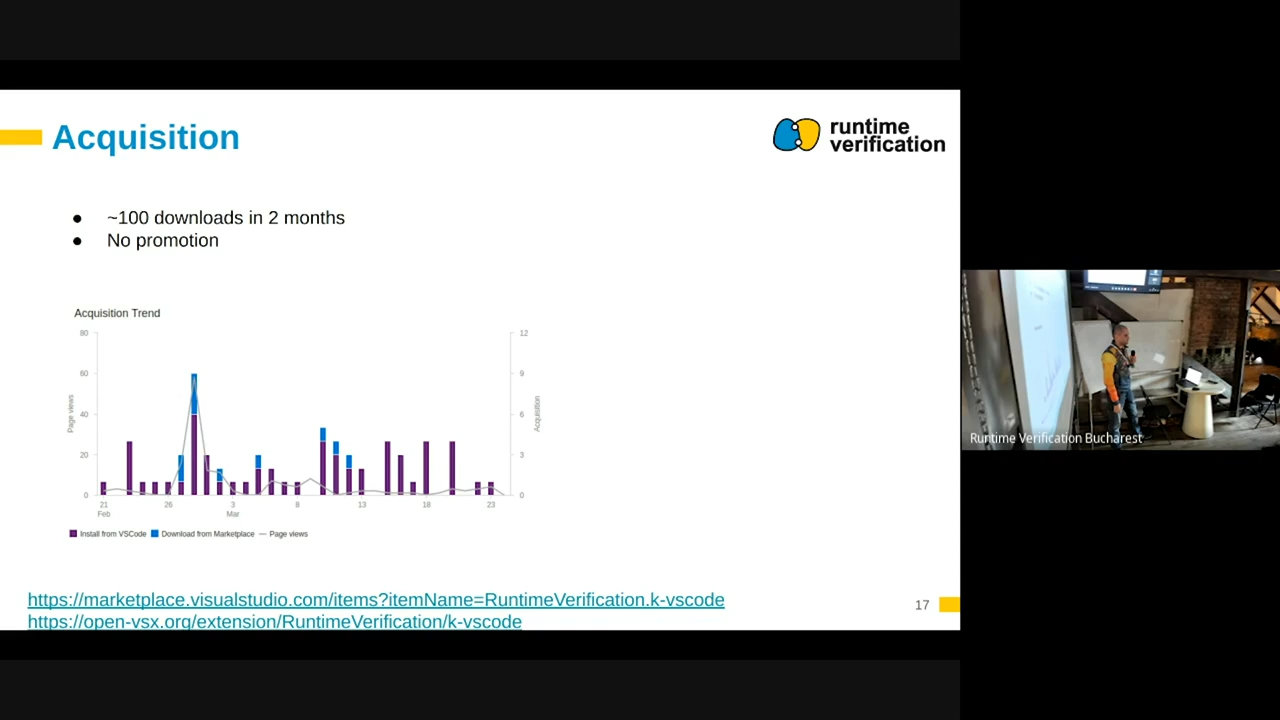 Acquisition
runtime
verification
● ~100 downloads in 2 months
● No promotion
Acquisition Trend
80
60
40
20
0
Page views
12
9
6
3
0
Acquisition
21
Feb
26
3
Mar
8
13
18
23
Install from VSCode Download from Marketplace Page views
https://marketplace.visualstudio.com/items?itemName=RuntimeVerification.k-vscode
https://open-vsx.org/extension/RuntimeVerification/k-vscode
17
Runtime Verification Bucharest